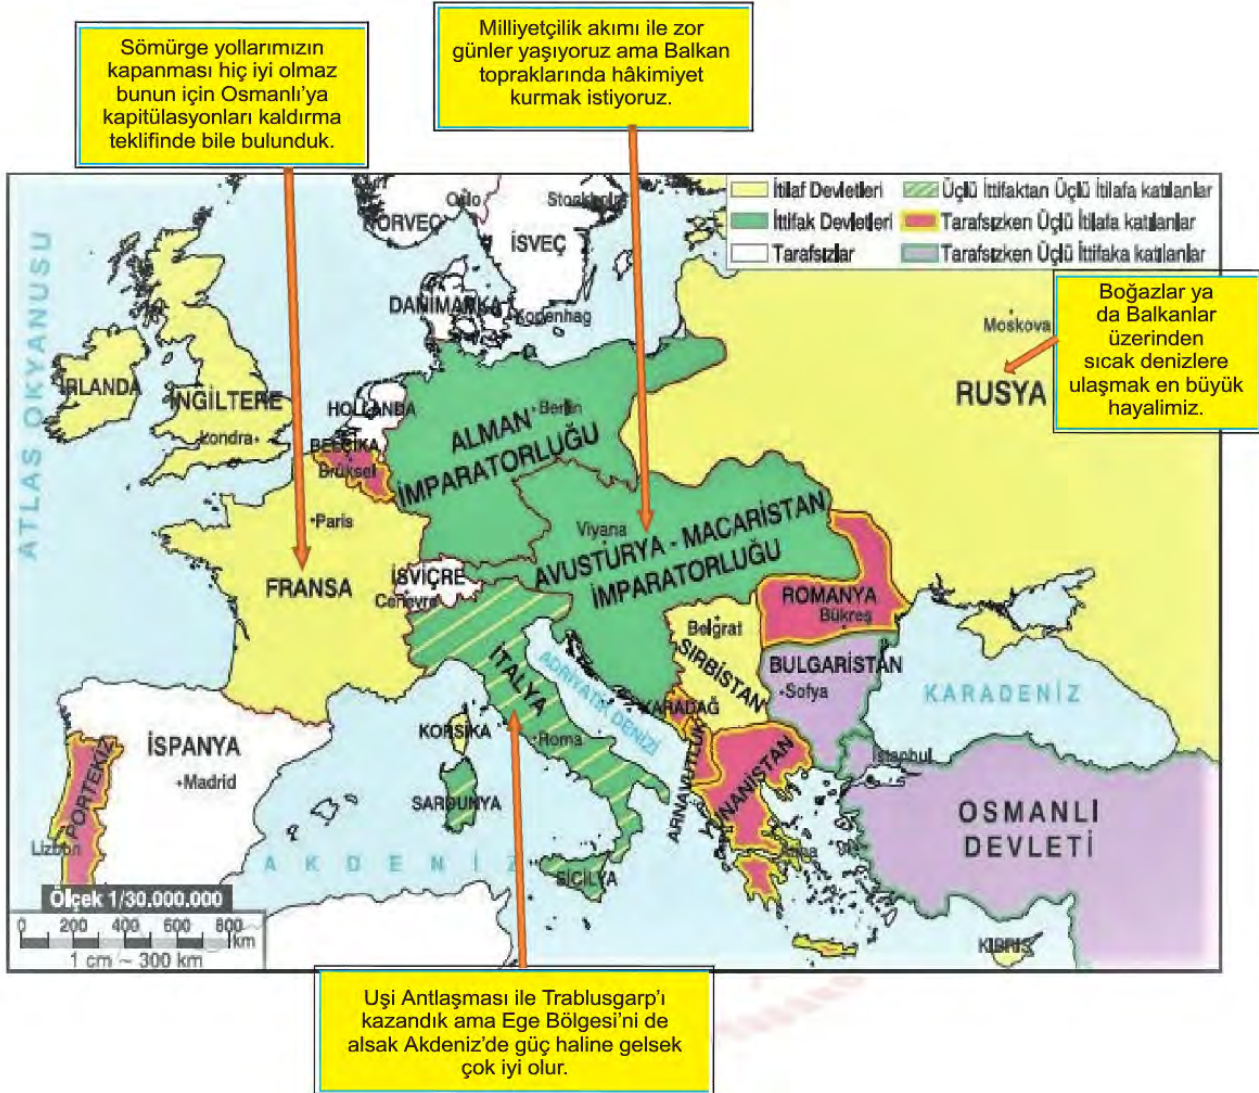 Sömürge yollarımızın
kapanması hiç iyi olmaz
bunun için Osmanlı'ya
kapitülasyonları kaldırma
teklifinde bile bulunduk.
Milliyetçilik akımı ile zor
günler yaşıyoruz ama Balkan
topraklarında hâkimiyet
kurmak istiyoruz.
İtilaf Devletleri
Üçlü İttifaktan Üçlü İtilafa katılanlar
İttifak Devletleri
Tarafsızken Üçlü İtilafa katılanlar
Tarafsızlar
Tarafsızken Üçlü İttifaka katılanlar
Boğazlar ya
da Balkanlar
üzerinden
sıcak denizlere
ulaşmak en büyük
hayalimiz.
ATLAS OKYANUSU
Oslo
Stockholm
NORVEÇ
İSVEÇ
DANİMARKA
Kopenhag
Moskova
RUSYA
İRLANDA
İNGİLTERE
Londra
HOLLANDA
BELÇİKA
Brüksel
Berlin
ALMAN
İMPARATORLUĞU
Paris
FRANSA
İSVİÇRE
Cenevre
Viyana
AVUSTURYA - MACARİSTAN
İMPARATORLUĞU
ROMANYA
Bükreş
Belgrat
SIRBİSTAN
BULGARİSTAN
Sofya
KARADENİZ
İTALYA
ADRİYATİK DENİZİ
KARADAĞ
KORSİKA
Roma
İSPANYA
Madrid
PORTEKİZ
Lizbon
SARDUNYA
ARNAVUTLUK
YUNANİSTAN
Atina
İstanbul
OSMANLI
DEVLETİ
AKDENİZ
SİCİLYA
KIBRIS
Ölçek 1/30.000.000
0 200 400 600 800
km
1 cm ~ 300 km
Uşi Antlaşması ile Trablusgarp'ı
kazandık ama Ege Bölgesi'ni de
alsak Akdeniz'de güç haline gelsek
çok iyi olur.